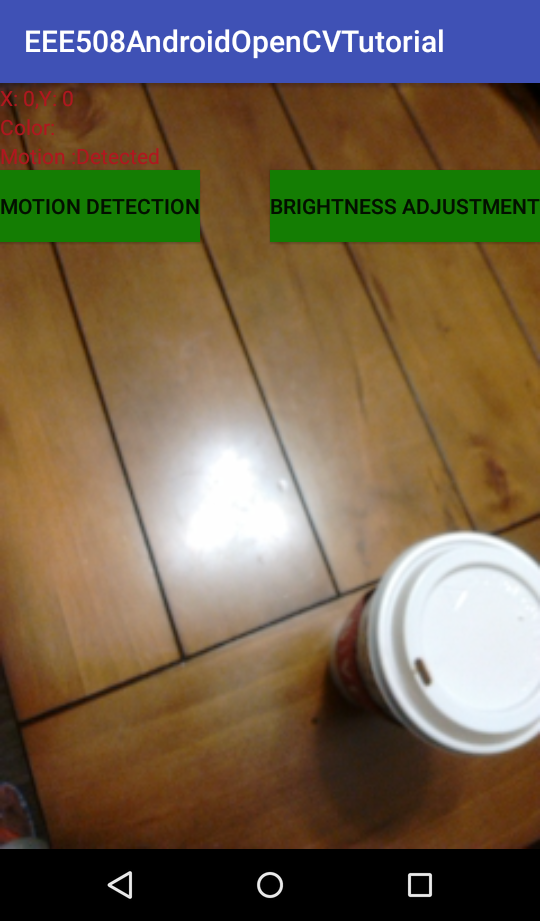 EEE508AndroidOpenCVTutorial
X: 0,Y: 0
Color:
Motion :Detected
MOTION DETECTION
BRIGHTNESS ADJUSTMENT